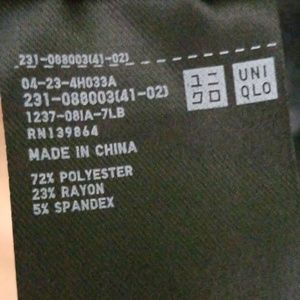 231-088003(41-02)
04-23-4H033A
231-088003(41-02)
1237-081A-7LB
RN139864
MADE IN CHINA
72% POLYESTER
23% RAYON
5% SPANDEX
ユニ
クロ
UNI
QLO